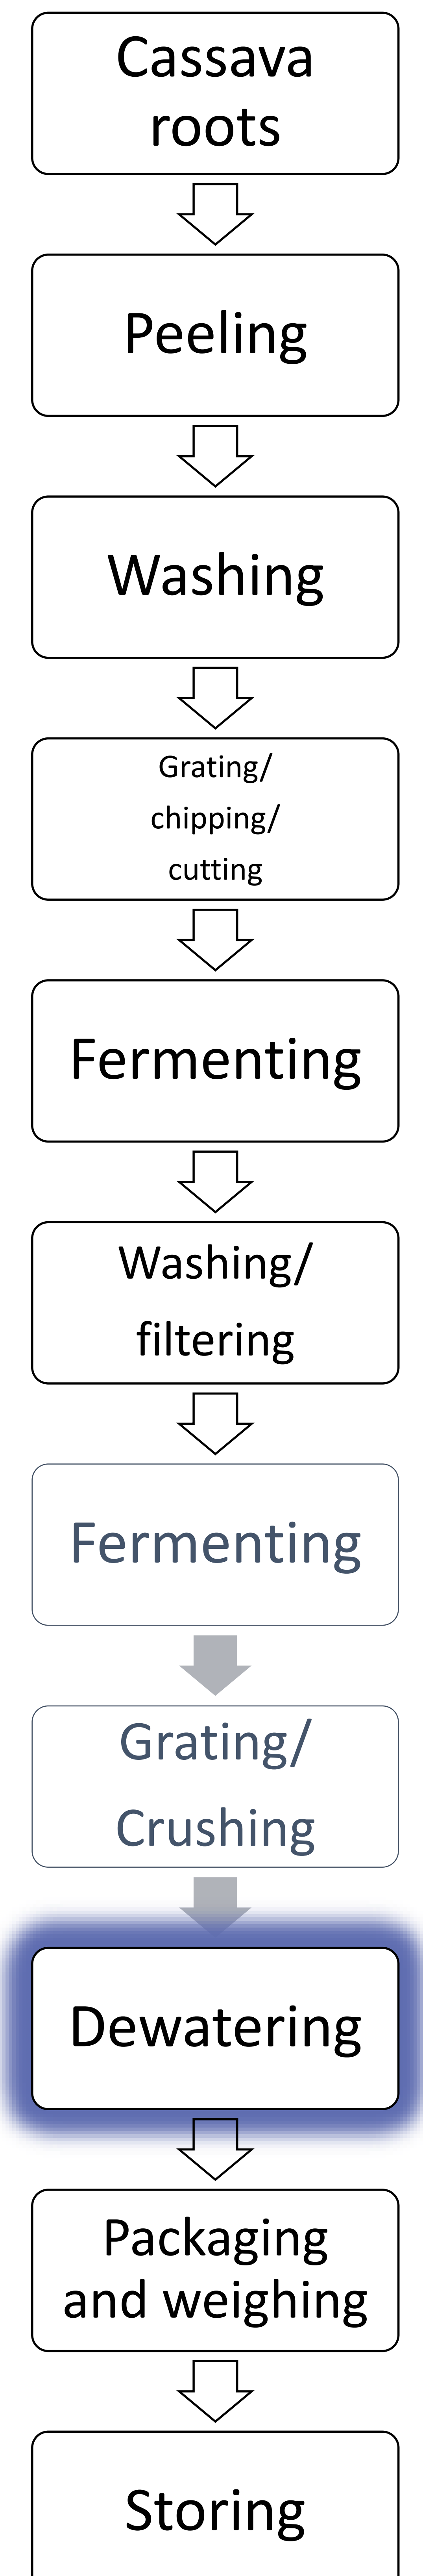 Cassava
roots
Peeling
Washing
Grating/
chipping/
cutting
Fermenting
Washing/
filtering
Fermenting
Grating/
Crushing
Dewatering
Packaging
and weighing
Storing